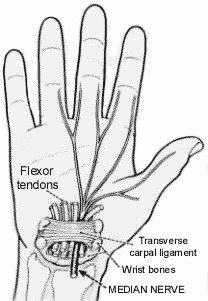 Flexor
tendons
Transverse
carpal ligament
Wrist bones
MEDIAN NERVE